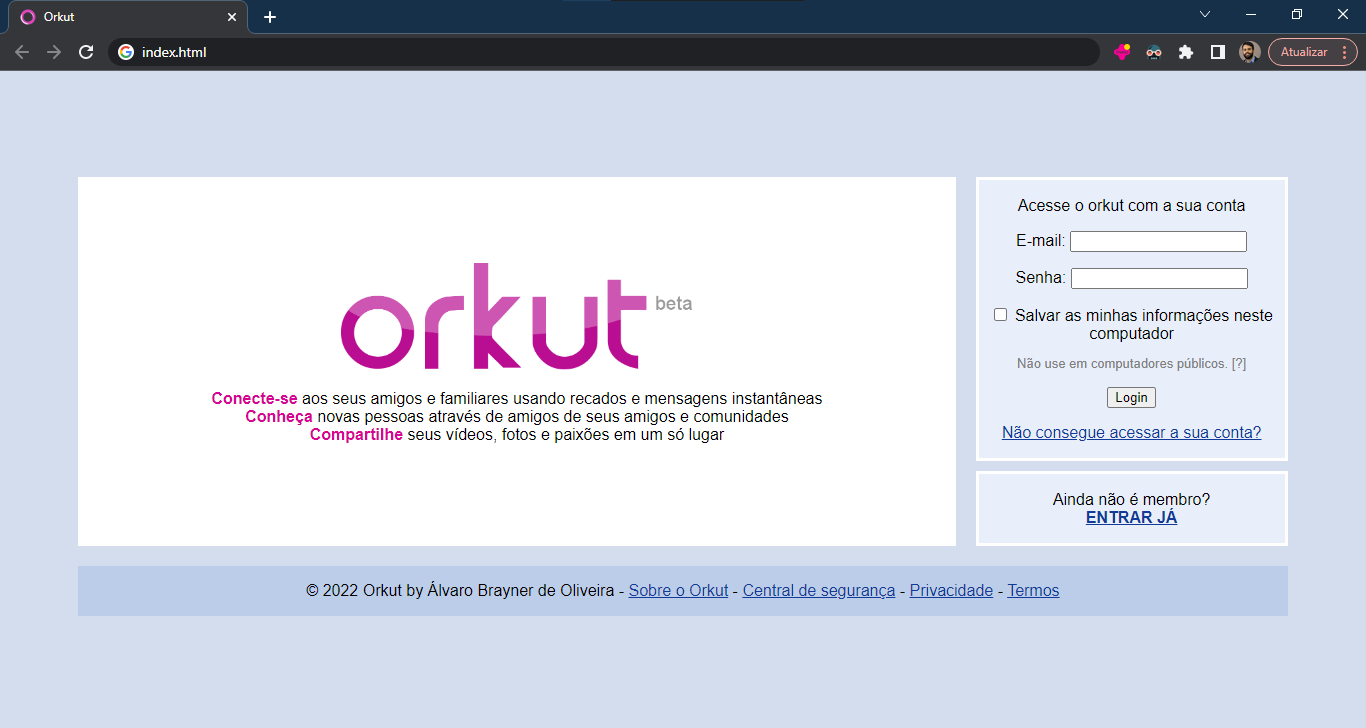 Orkut
index.html
Atualizar
orkut beta
Conecte-se aos seus amigos e familiares usando recados e mensagens instantâneas
Conheça novas pessoas através de amigos de seus amigos e comunidades
Compartilhe seus vídeos, fotos e paixões em um só lugar
Acesse o orkut com a sua conta
E-mail:
Senha:
Salvar as minhas informações neste
computador
Não use em computadores públicos. [?]
Login
Não consegue acessar a sua conta?
Ainda não é membro?
ENTRAR JÁ
© 2022 Orkut by Álvaro Brayner de Oliveira - Sobre o Orkut - Central de segurança - Privacidade - Termos